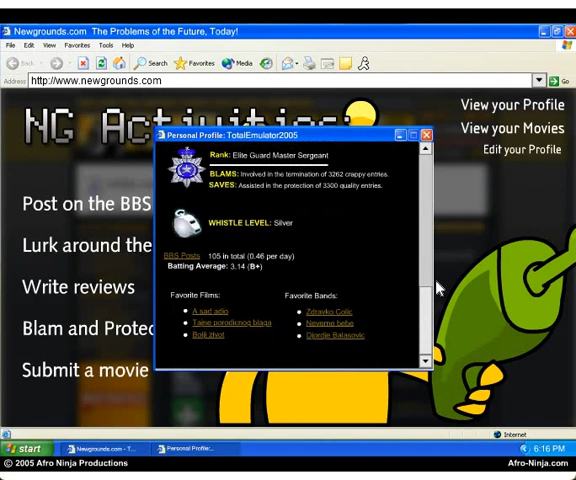 Newgrounds.com  The Problems of the Future, Today!
File Edit View Favorites Tools Help
Back Search Favorites Media
Address http://www.newgrounds.com Go
NG Activities:
View your Profile
View your Movies
Edit your Profile
Personal Profile: TotalEmulator2005
Rank: Elite Guard Master Sergeant
BLAMS: Involved in the termination of 3262 crappy entries.
SAVES: Assisted in the protection of 3300 quality entries.
Post on the BBS
WHISTLE LEVEL: Silver
Lurk around the
BBS Posts 105 in total (0.46 per day)
Batting Average: 3.14 (B+)
Write reviews
Favorite Films: Favorite Bands:
A sad adio Zdravko Colic
Tajne porodicnog blaga Neverne bebe
Blam and Protec
Bolji zivot Djordje Balasovic
Submit a movie
Internet
start Newgrounds.com - T... Personal Profile:... 6:16 PM
© 2005 Afro Ninja Productions Afro-Ninja.com